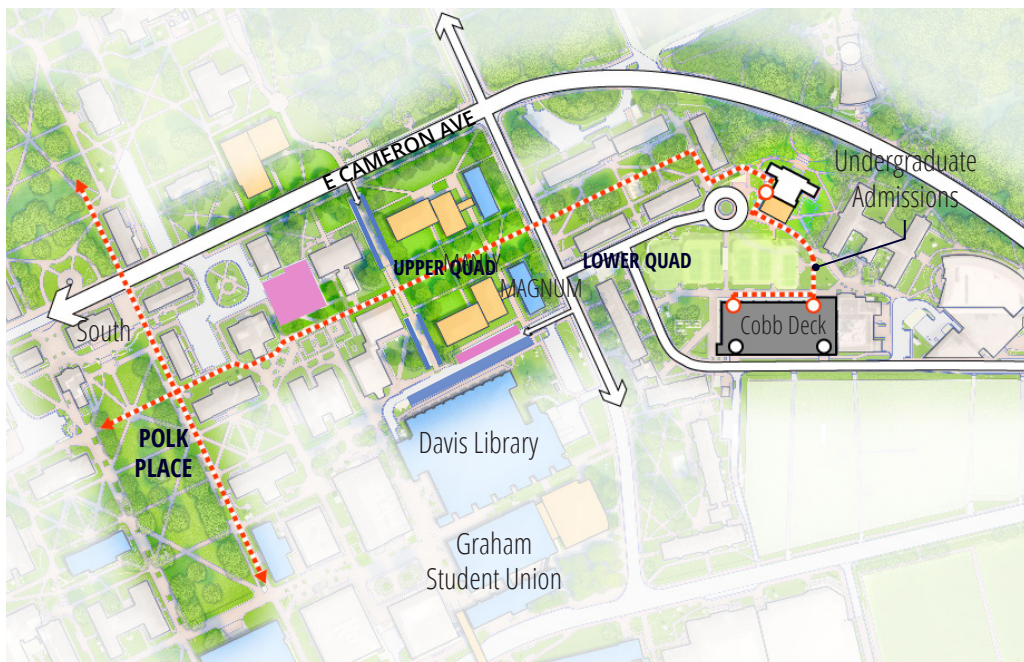 E CAMERON AVE
Undergraduate
Admissions
UPPER QUAD
LOWER QUAD
MAGNUM
South
Cobb Deck
POLK
PLACE
Davis Library
Graham
Student Union